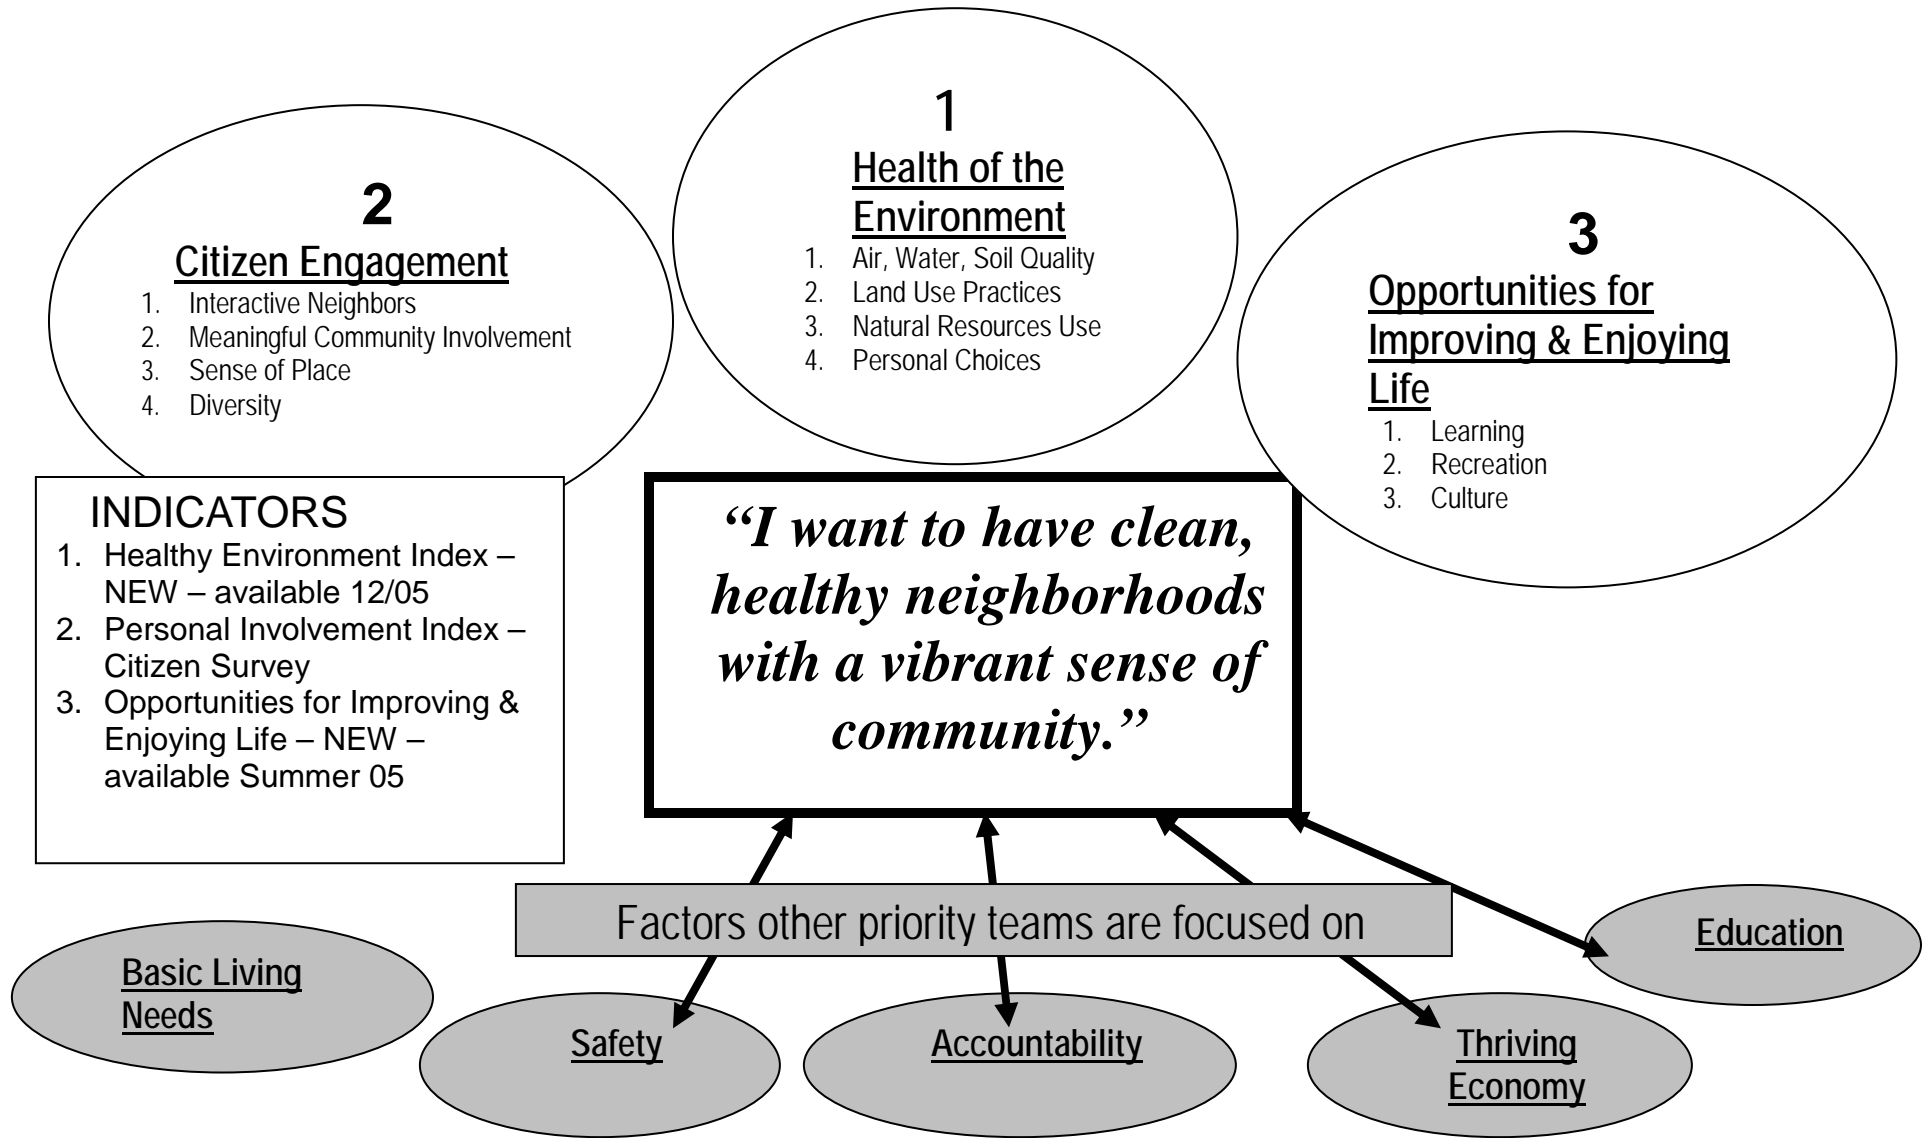 1
Health of the
Environment
1. Air, Water, Soil Quality
2. Land Use Practices
3. Natural Resources Use
4. Personal Choices
2
Citizen Engagement
1. Interactive Neighbors
2. Meaningful Community Involvement
3. Sense of Place
4. Diversity
3
Opportunities for
Improving & Enjoying
Life
1. Learning
2. Recreation
3. Culture
INDICATORS
1. Healthy Environment Index –
NEW – available 12/05
2. Personal Involvement Index –
Citizen Survey
3. Opportunities for Improving &
Enjoying Life – NEW –
available Summer 05
“I want to have clean,
healthy neighborhoods
with a vibrant sense of
community.”
Factors other priority teams are focused on
Basic Living
Needs
Safety
Accountability
Thriving
Economy
Education